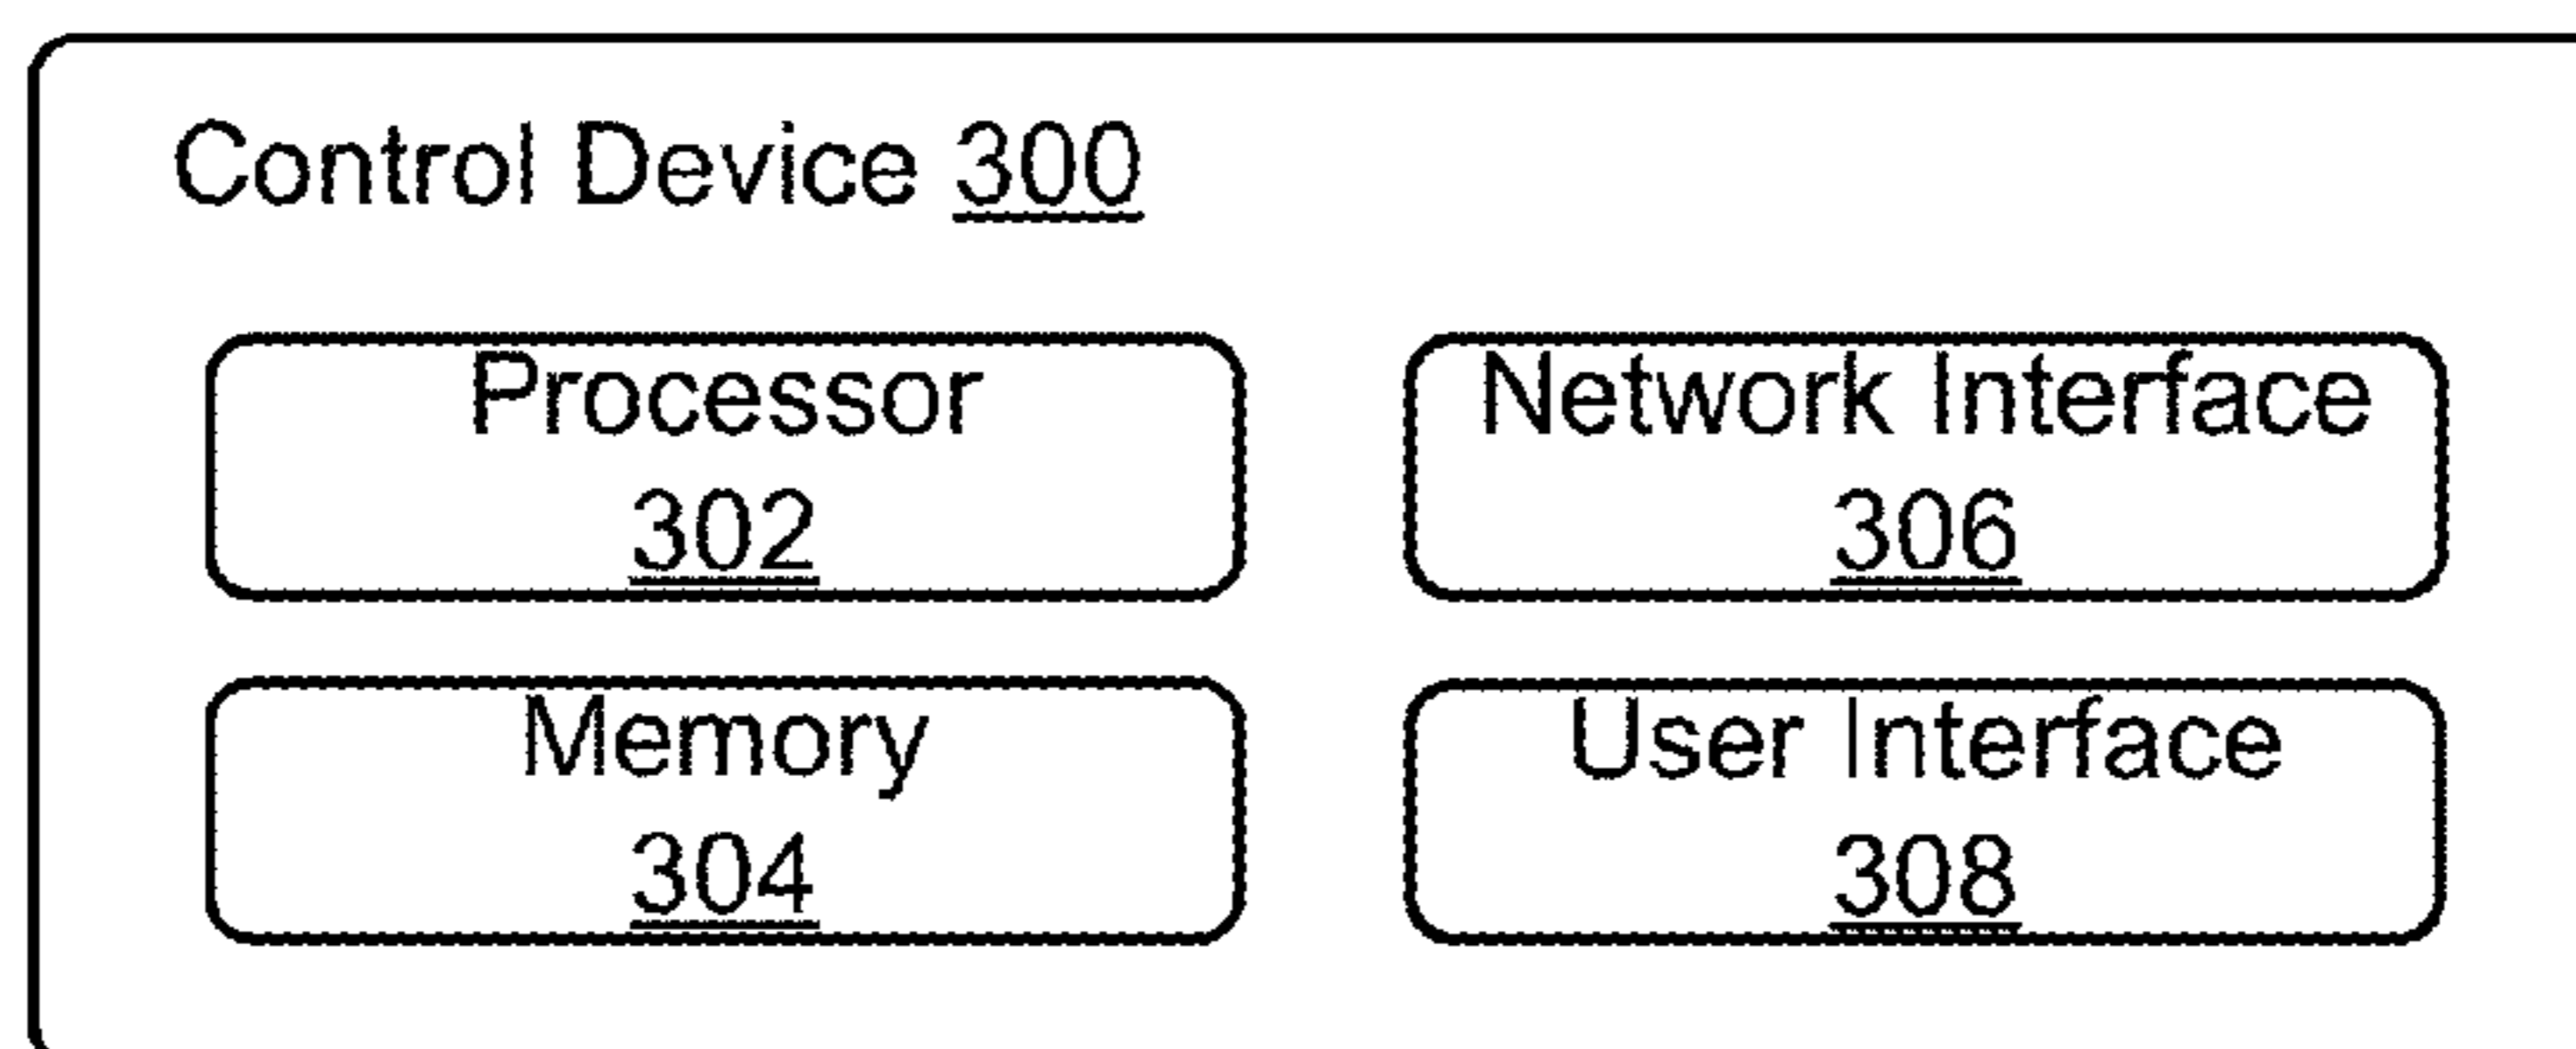 Control Device 300
Processor
302
Network Interface
306
Memory
304
User Interface
308